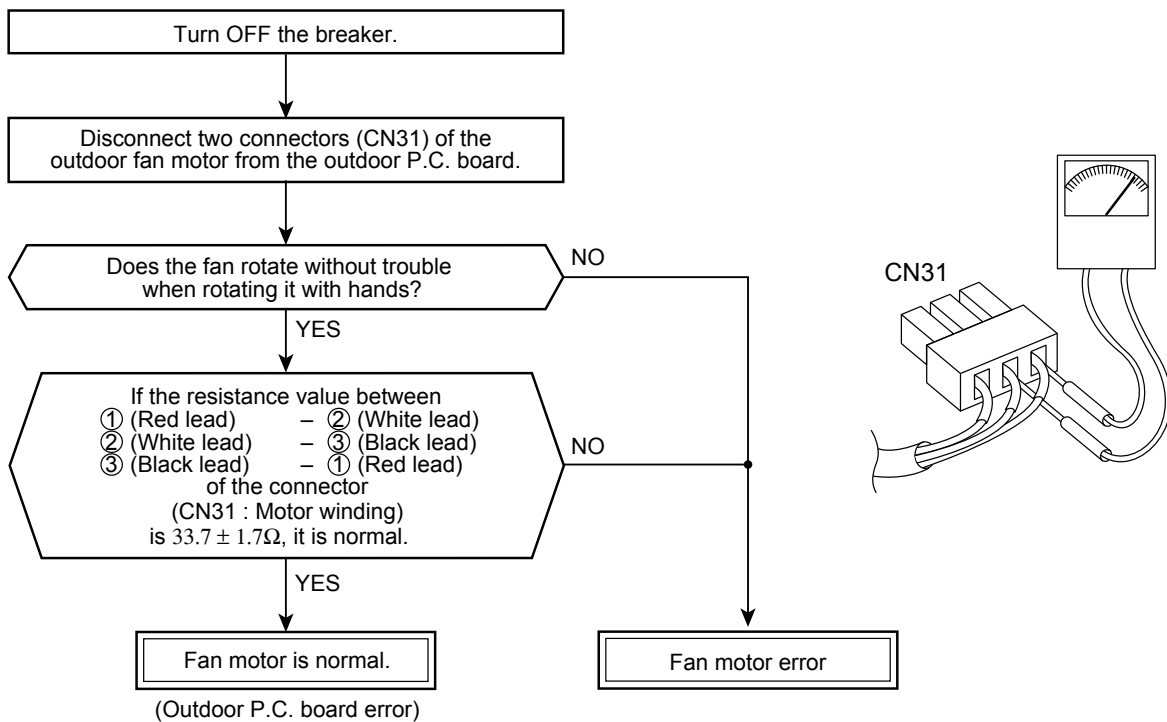 Turn OFF the breaker.
Disconnect two connectors (CN31) of the
outdoor fan motor from the outdoor P.C. board.
Does the fan rotate without trouble
when rotating it with hands?
NO
YES
CN31
If the resistance value between
① (Red lead) – ② (White lead)
② (White lead) – ③ (Black lead)
③ (Black lead) – ① (Red lead)
of the connector
(CN31 : Motor winding)
is 33.7 ± 1.7Ω, it is normal.
NO
YES
Fan motor is normal.
(Outdoor P.C. board error)
Fan motor error